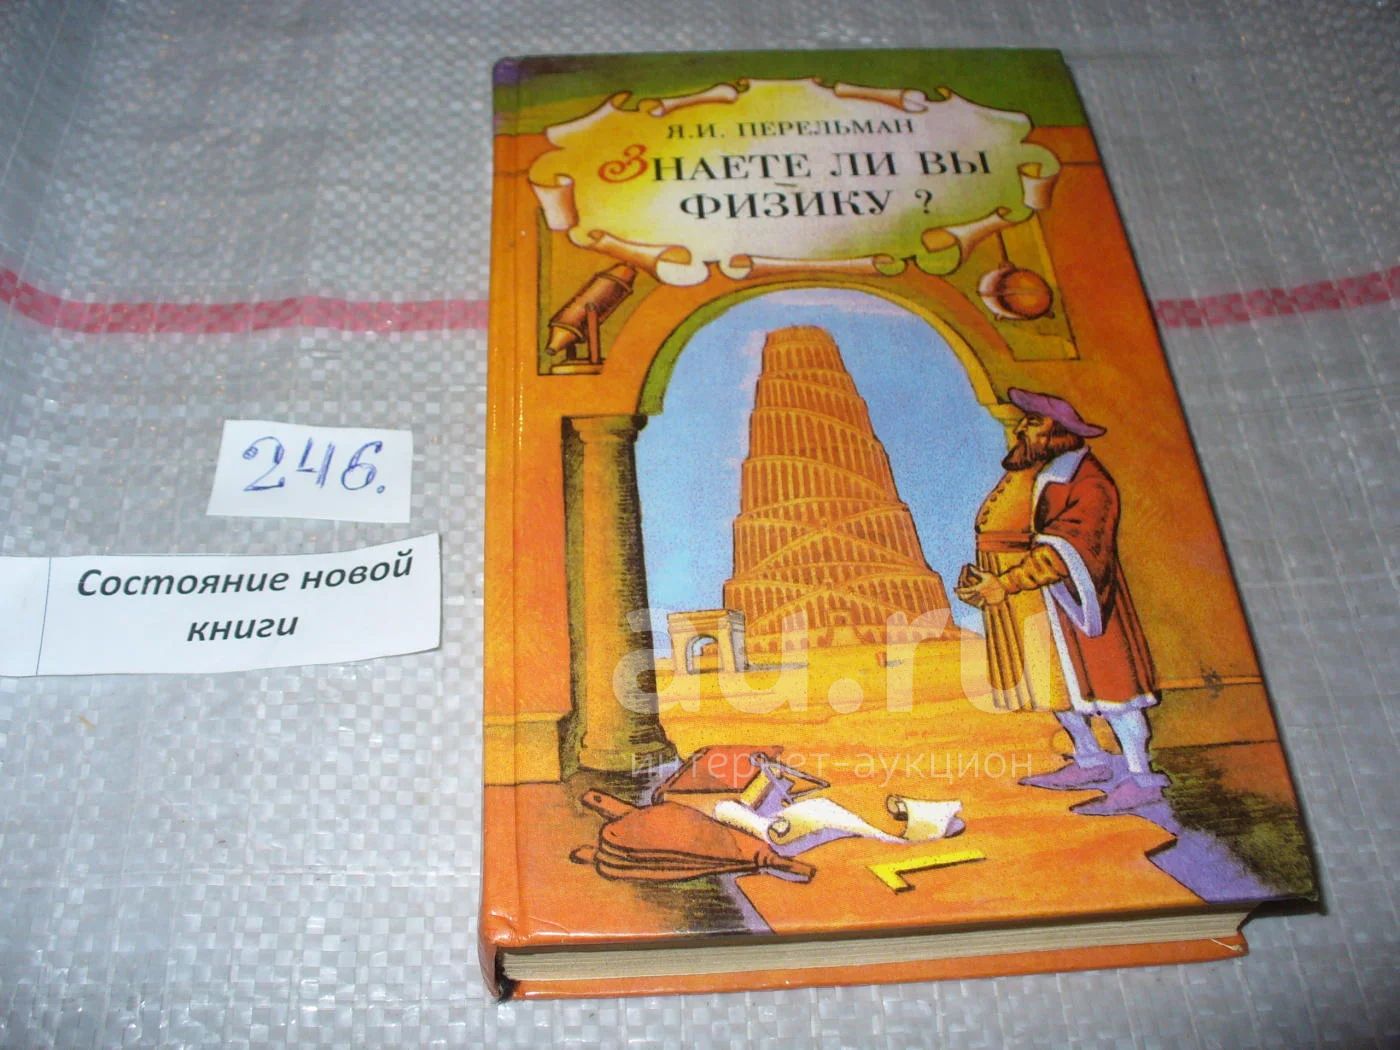 Я.И. ПЕРЕЛЬМАН
ЗНАЕТЕ ЛИ ВЫ
ФИЗИКУ ?
246.
Состояние новой
книги
au.ru
интернет-аукцион